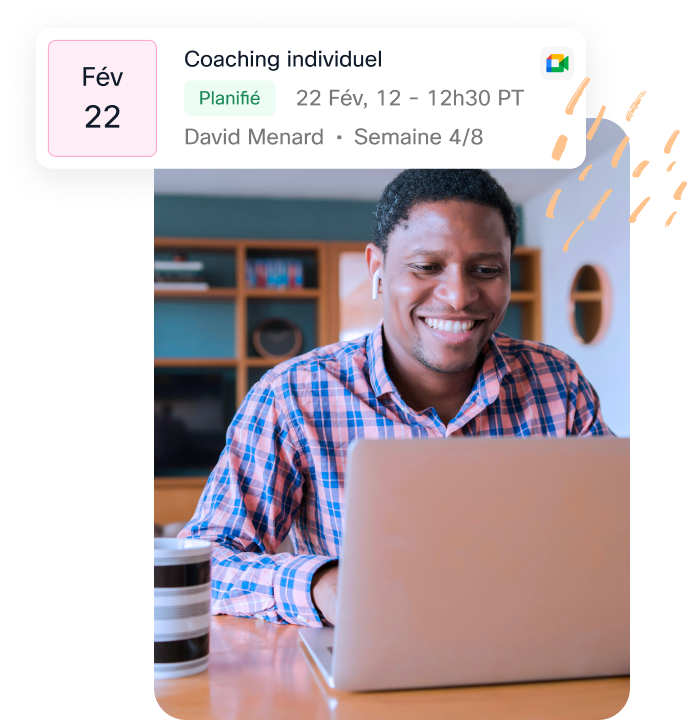 Fév
22
Coaching individuel
Planifié
22 Fév, 12 - 12h30 PT
David Menard · Semaine 4/8